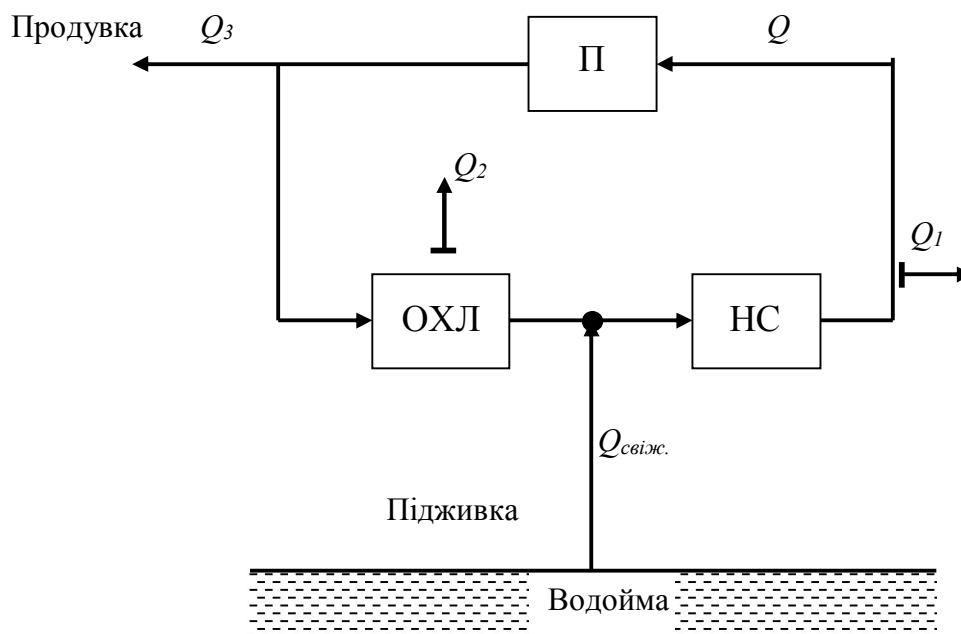 Продувка
Q3
Q
П
Q2
Q1
ОХЛ
НС
Qсвіж.
Підживка
Водойма